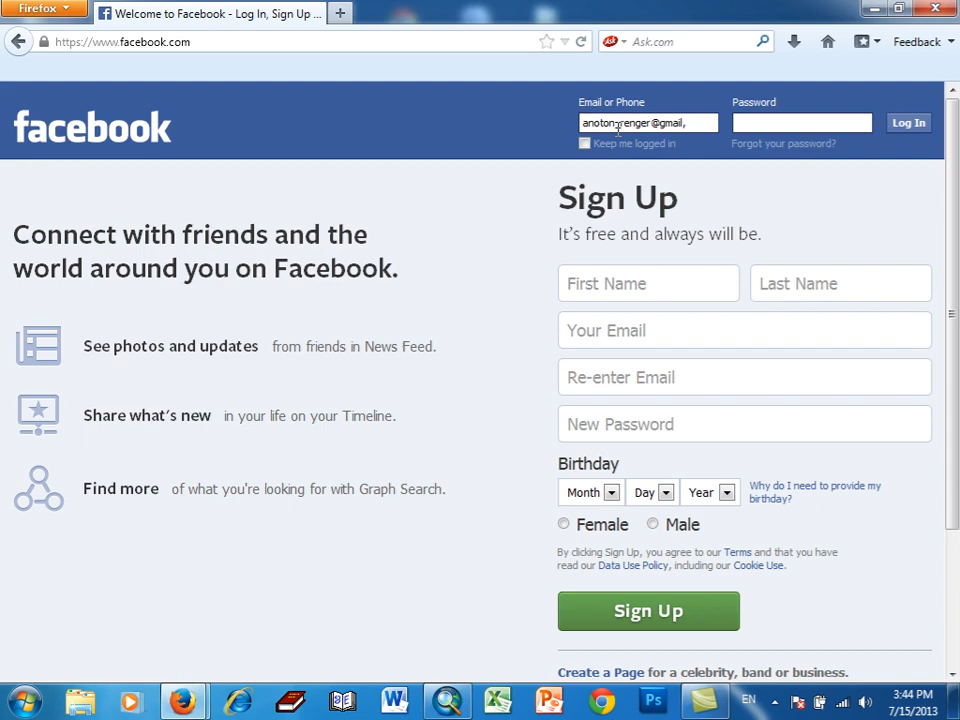 Firefox
Welcome to Facebook - Log In, Sign Up ...
https://www.facebook.com
Ask.com
Feedback
facebook
Email or Phone
Password
anoton-renger@gmail,
Log In
Keep me logged in
Forgot your password?
Connect with friends and the
world around you on Facebook.
See photos and updates from friends in News Feed.
Share what's new in your life on your Timeline.
Find more of what you're looking for with Graph Search.
Sign Up
It's free and always will be.
First Name
Last Name
Your Email
Re-enter Email
New Password
Birthday
Month
Day
Year
Why do I need to provide my
birthday?
Female
Male
By clicking Sign Up, you agree to our Terms and that you have
read our Data Use Policy, including our Cookie Use.
Sign Up
Create a Page for a celebrity, band or business.
EN
3:44 PM
7/15/2013